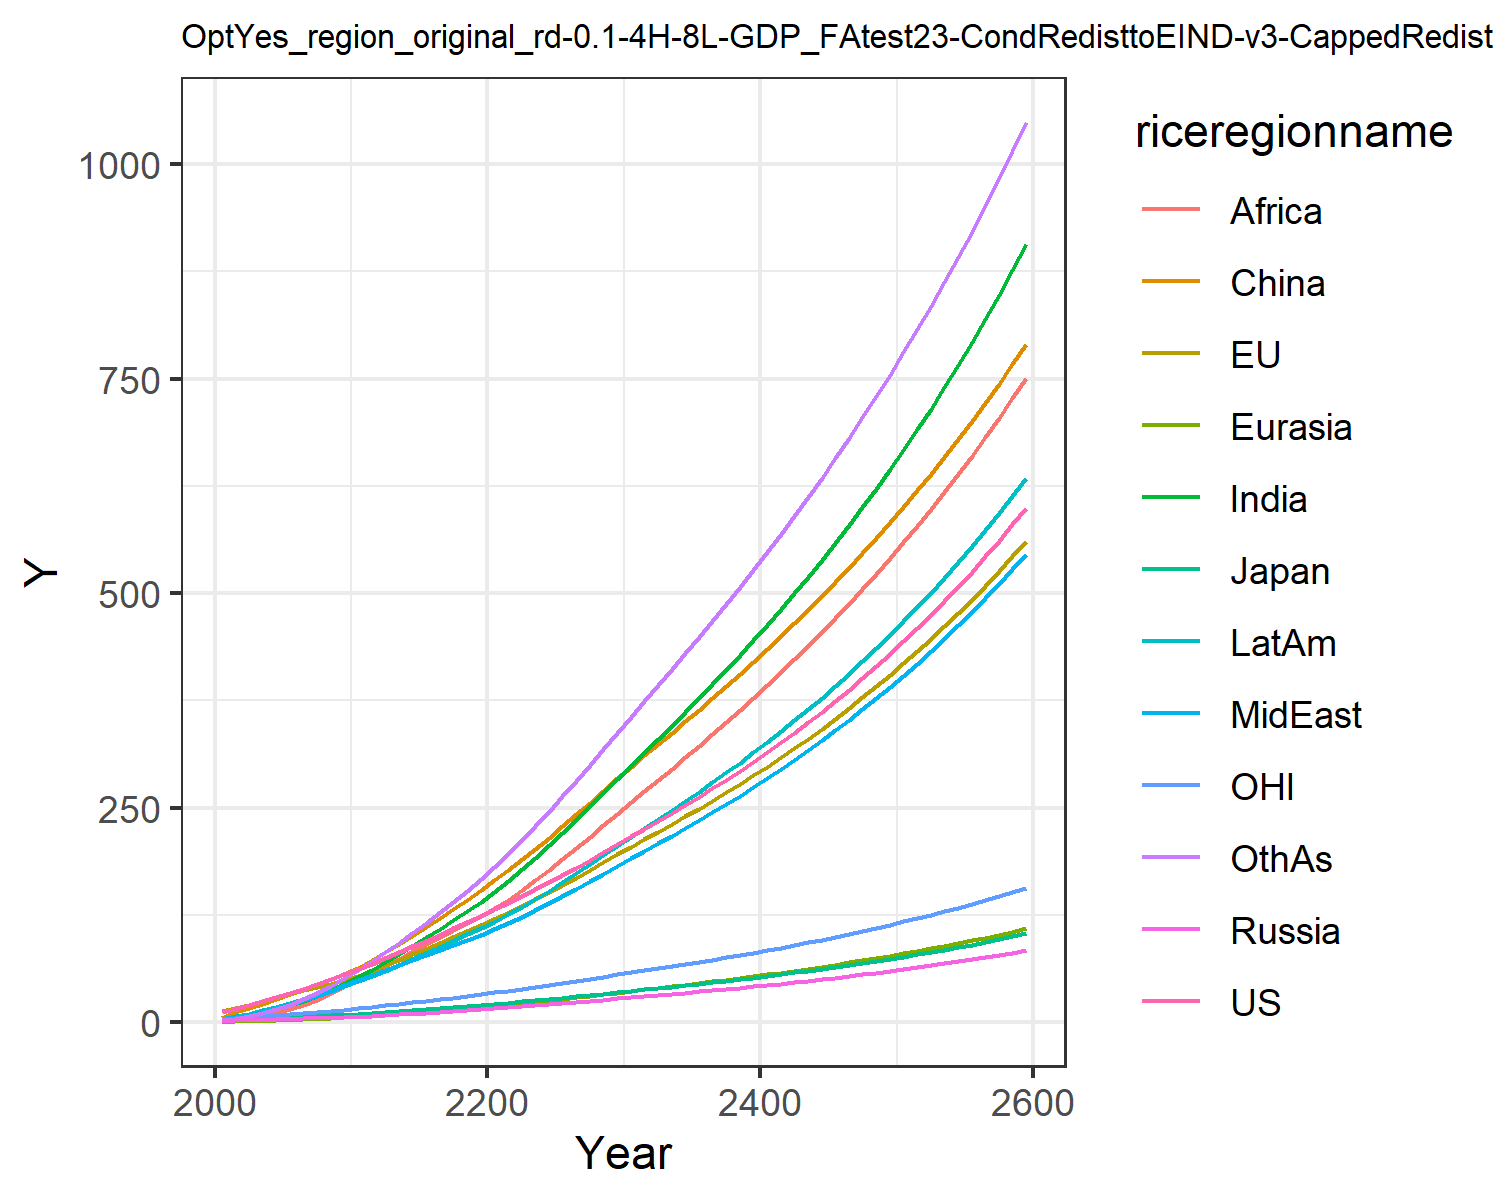 OptYes_region_original_rd-0.1-4H-8L-GDP_FAtest23-CondRedisttoEIND-v3-CappedRedist
riceregionname
Africa
China
EU
Eurasia
India
Japan
LatAm
MidEast
OHI
OthAs
Russia
US
Y
1000
750
500
250
0
2000 2200 2400 2600
Year